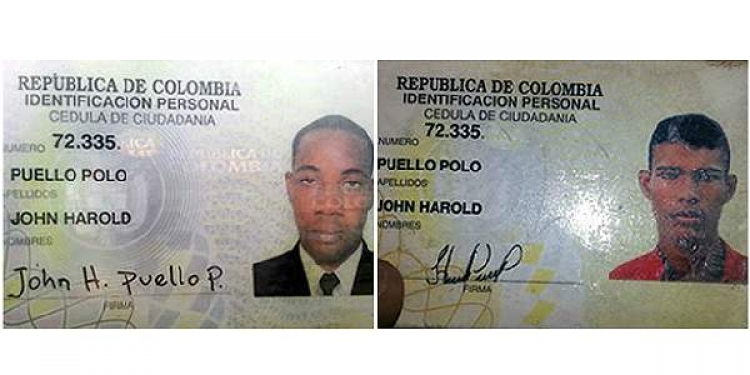 REPUBLICA DE COLOMBIA
IDENTIFICACION PERSONAL
CEDULA DE CIUDADANIA
NUMERO 72.335.
PUELLO POLO
APELLIDOS
JOHN HAROLD
NOMBRES
John H. Puello P.
FIRMA
REPUBLICA DE COLOMBIA
IDENTIFICACION PERSONAL
CEDULA DE CIUDADANIA
72.335.
NUMERO
PUELLO POLO
APELLIDOS
JOHN HAROLD
NOMBRES
FIRMA